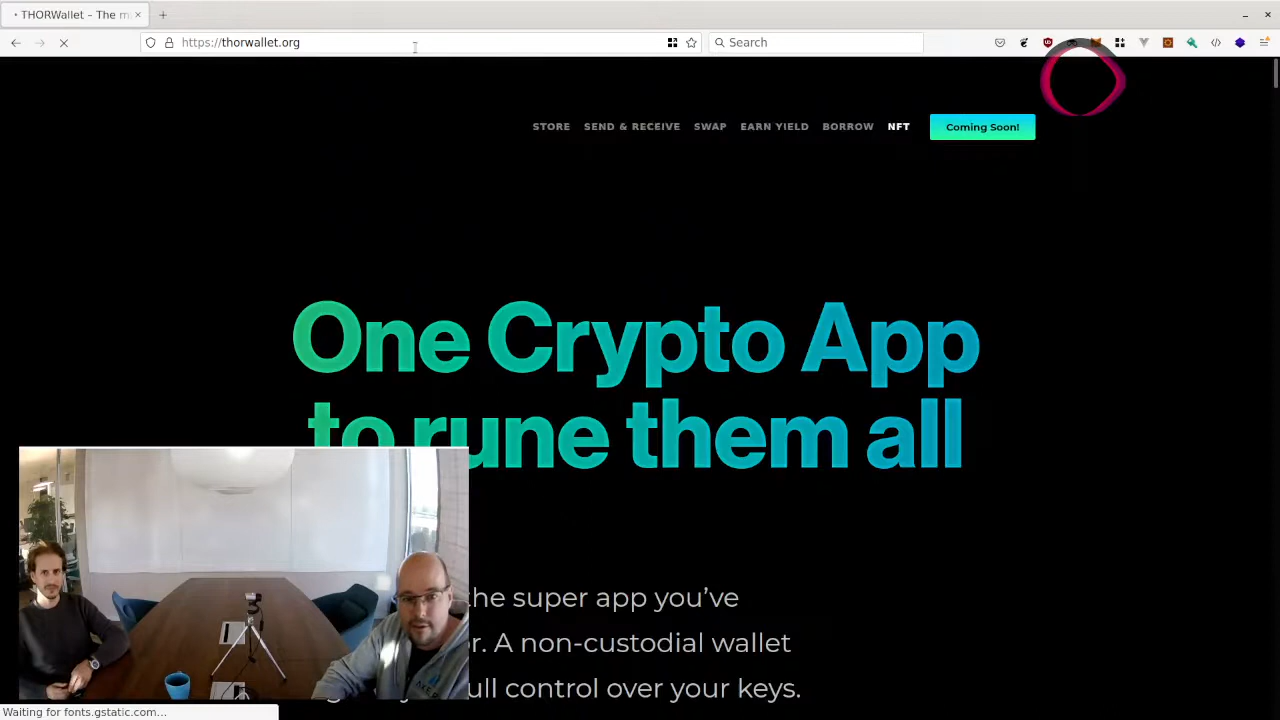 THORWallet – The m
https://thorwallet.org
Search
STORE SEND & RECEIVE SWAP EARN YIELD BORROW NFT Coming Soon!
One Crypto App
to rune them all
the super app you’ve
A non-custodial wallet
full control over your keys.
Waiting for fonts.gstatic.com...